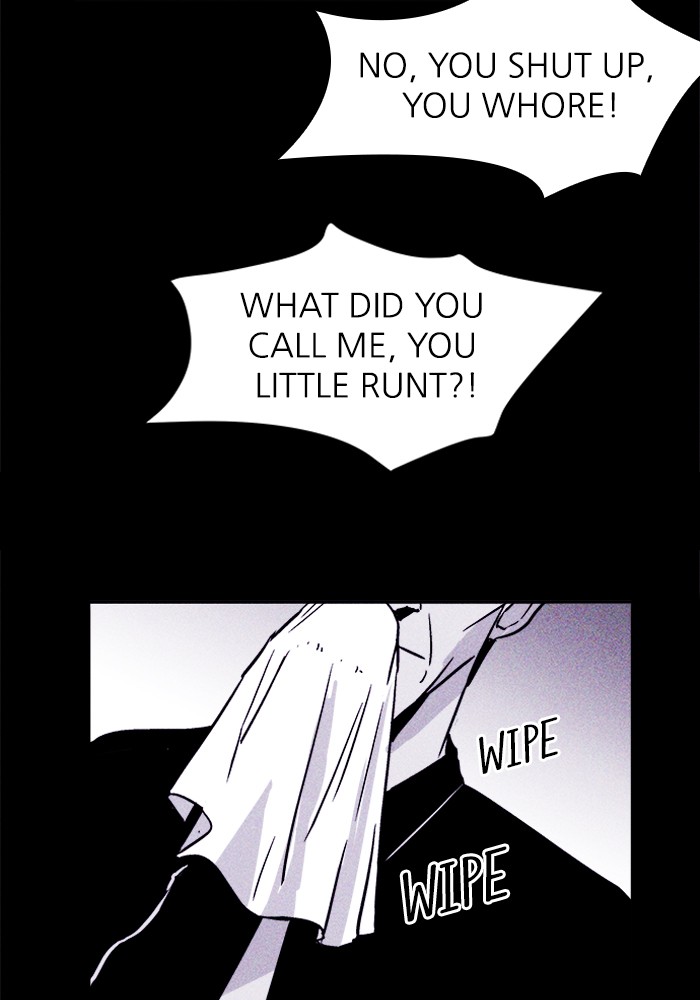 NO, YOU SHUT UP,
YOU WHORE!
WHAT DID YOU
CALL ME, YOU
LITTLE RUNT?!
WIPE
WIPE